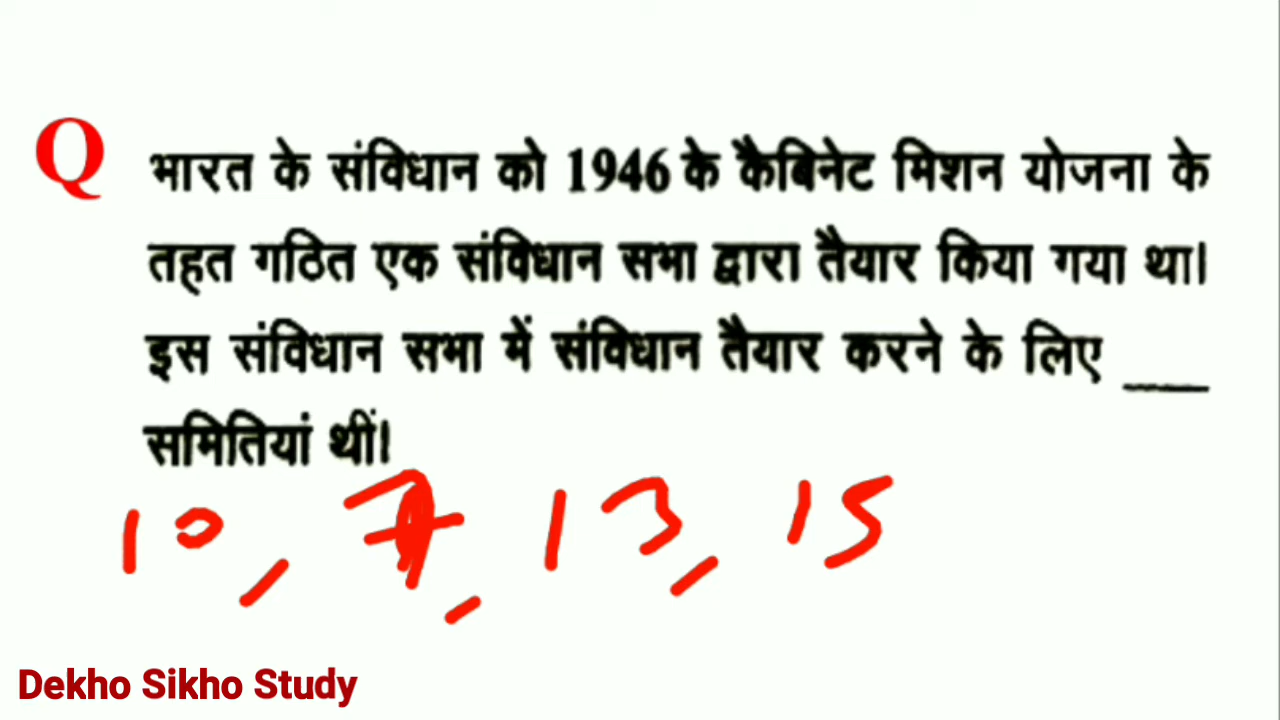 Q भारत के संविधान को 1946 के कैबिनेट मिशन योजना के
तहत गठित एक संविधान सभा द्वारा तैयार किया गया था।
इस संविधान सभा में संविधान तैयार करने के लिए ___
समितियां थीं।
10, 7, 13, 15
Dekho Sikho Study